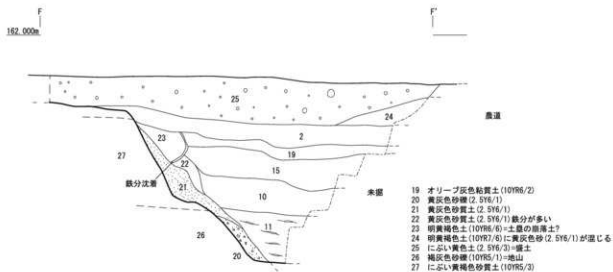 F
F'
162.000m
25
24
農道
2
23
19
22
27
15
鉄分沈着
21
10
未掘
11
26
20
19 オリーブ灰色粘質土(10YR6/2)
20 黄灰色砂礫(2.5Y6/1)
21 黄灰色砂質土(2.5Y6/1)
22 黄灰色砂質土(2.5Y6/1)鉄分が多い
23 明黄褐色土(10YR6/6)=土塁の崩落土?
24 明黄褐色土(10YR7/6)に黄灰色砂(2.5Y6/1)が混じる
25 にぶい黄色土(2.5Y6/3)=盛土
26 褐灰色砂礫(10YR5/1)=地山
27 にぶい黄褐色砂質土(10YR5/3)